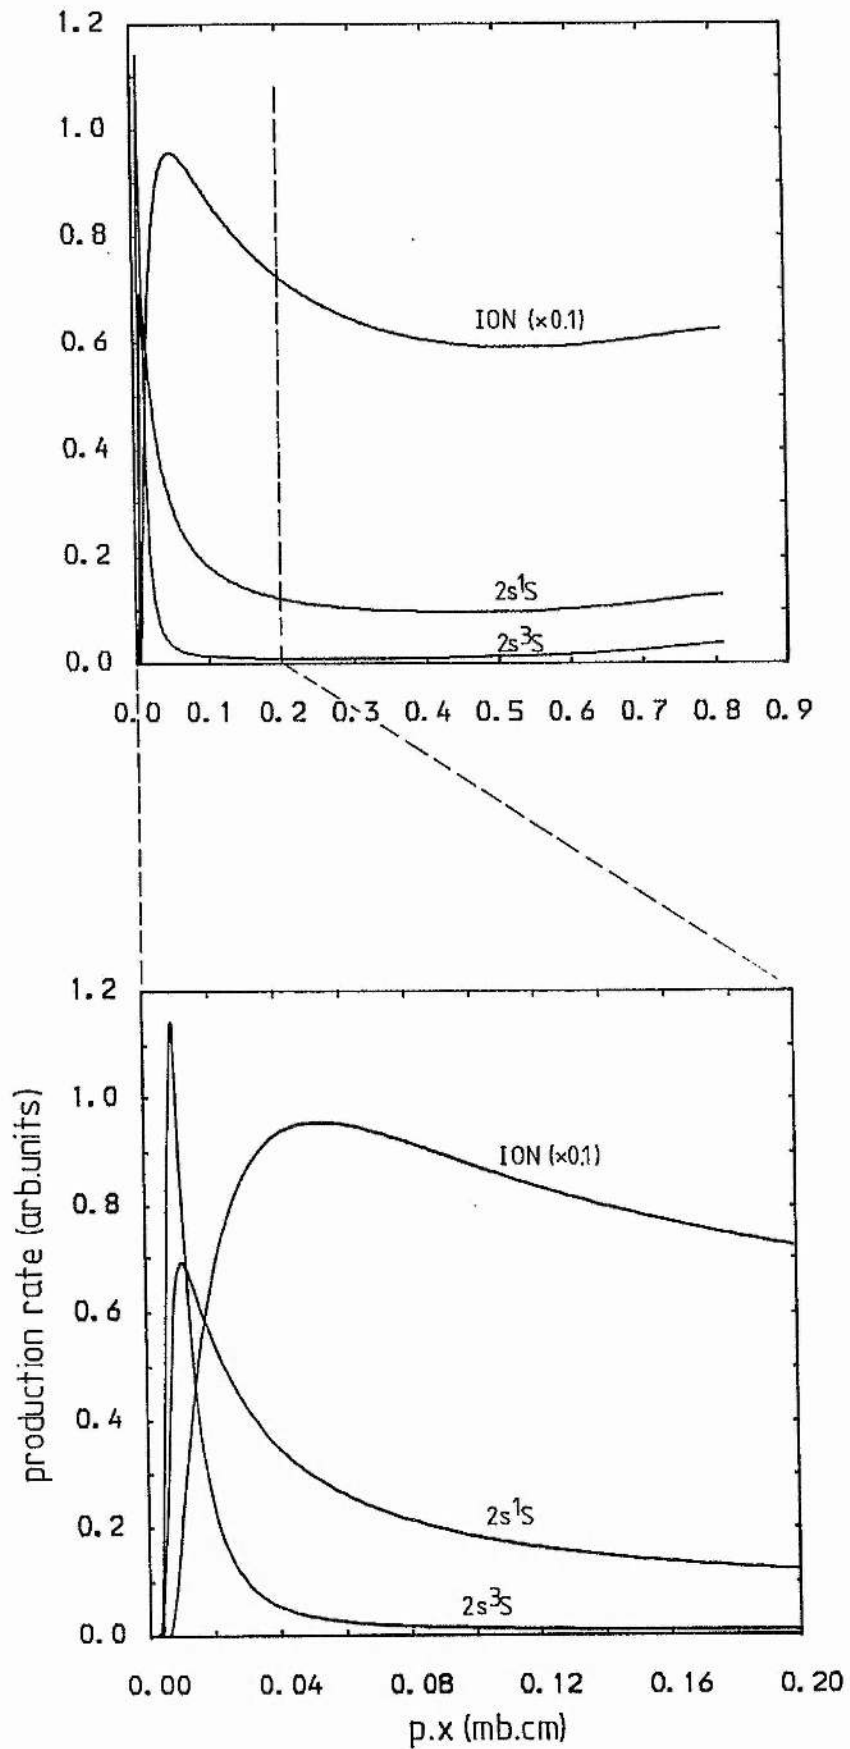 1.2
1.0
0.8
ION (×0.1)
0.6
0.4
0.2
2s¹S
2s³S
0.0
0.0 0.1 0.2 0.3 0.4 0.5 0.6 0.7 0.8 0.9
1.2
1.0
ION (×0.1)
0.8
0.6
0.4
2s¹S
0.2
2s³S
0.0
production rate (arb.units)
0.00 0.04 0.08 0.12 0.16 0.20
p.x (mb.cm)